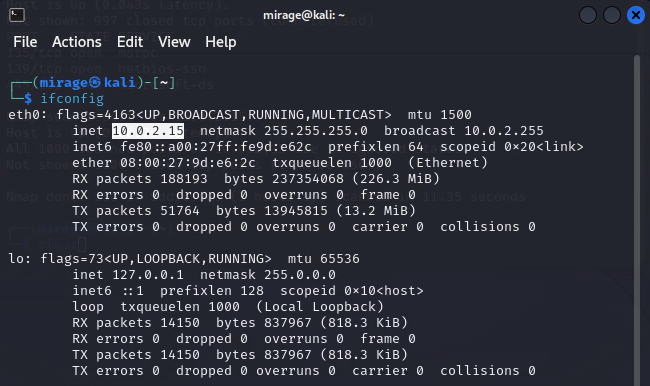 mirage@kali: ~
File Actions Edit View Help
┌──(mirage㉿kali)-[~]
└─$ ifconfig
eth0: flags=4163<UP,BROADCAST,RUNNING,MULTICAST> mtu 1500
inet 10.0.2.15 netmask 255.255.255.0 broadcast 10.0.2.255
inet6 fe80::a00:27ff:fe9d:e62c prefixlen 64 scopeid 0×20<link>
ether 08:00:27:9d:e6:2c txqueuelen 1000 (Ethernet)
RX packets 188193 bytes 237354068 (226.3 MiB)
RX errors 0 dropped 0 overruns 0 frame 0
TX packets 51764 bytes 13945815 (13.2 MiB)
TX errors 0 dropped 0 overruns 0 carrier 0 collisions 0
lo: flags=73<UP,LOOPBACK,RUNNING> mtu 65536
inet 127.0.0.1 netmask 255.0.0.0
inet6 ::1 prefixlen 128 scopeid 0×10<host>
loop txqueuelen 1000 (Local Loopback)
RX packets 14150 bytes 837967 (818.3 KiB)
RX errors 0 dropped 0 overruns 0 frame 0
TX packets 14150 bytes 837967 (818.3 KiB)
TX errors 0 dropped 0 overruns 0 carrier 0 collisions 0